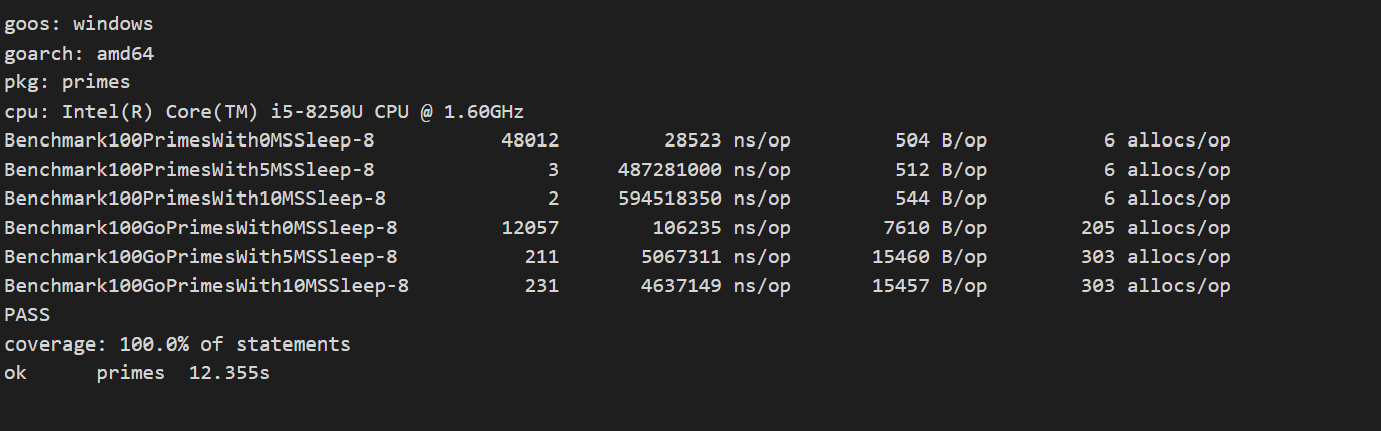 goos: windows
goarch: amd64
pkg: primes
cpu: Intel(R) Core(TM) i5-8250U CPU @ 1.60GHz
Benchmark100PrimesWith0MSSleep-8 48012 28523 ns/op 504 B/op 6 allocs/op
Benchmark100PrimesWith5MSSleep-8 3 487281000 ns/op 512 B/op 6 allocs/op
Benchmark100PrimesWith10MSSleep-8 2 594518350 ns/op 544 B/op 6 allocs/op
Benchmark100GoPrimesWith0MSSleep-8 12057 106235 ns/op 7610 B/op 205 allocs/op
Benchmark100GoPrimesWith5MSSleep-8 211 5067311 ns/op 15460 B/op 303 allocs/op
Benchmark100GoPrimesWith10MSSleep-8 231 4637149 ns/op 15457 B/op 303 allocs/op
PASS
coverage: 100.0% of statements
ok primes 12.355s